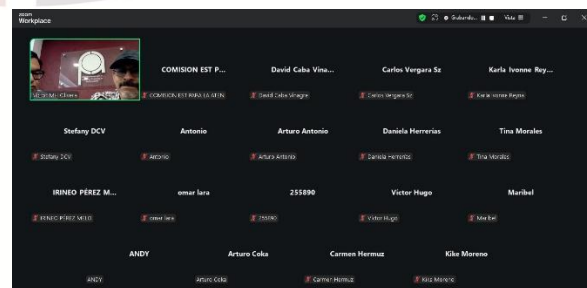 zoom
Workplace
Grabando...
Vista
COMISION EST P...
David Caba Vina...
Carlos Vergara Sz
Karla Ivonne Rey...
COMISION EST PARA LA ATEN
David Caba Vinagre
Carlos Vergara Sz
Karla Ivonne Reyna
Stefany DCV
Antonio
Arturo Antonio
Daniela Herrerias
Tina Morales
Stefany DCV
Antonio
Arturo Antonio
Daniela Herrerias
Tina Morales
IRINEO PÉREZ M...
omar lara
255890
Victor Hugo
Maribel
IRINEO PÉREZ MELO
omar lara
255890
Victor Hugo
Maribel
ANDY
Arturo Coka
Carmen Hermuz
Kike Moreno
ANDY
Arturo Coka
Carmen Hermuz
Kike Moreno